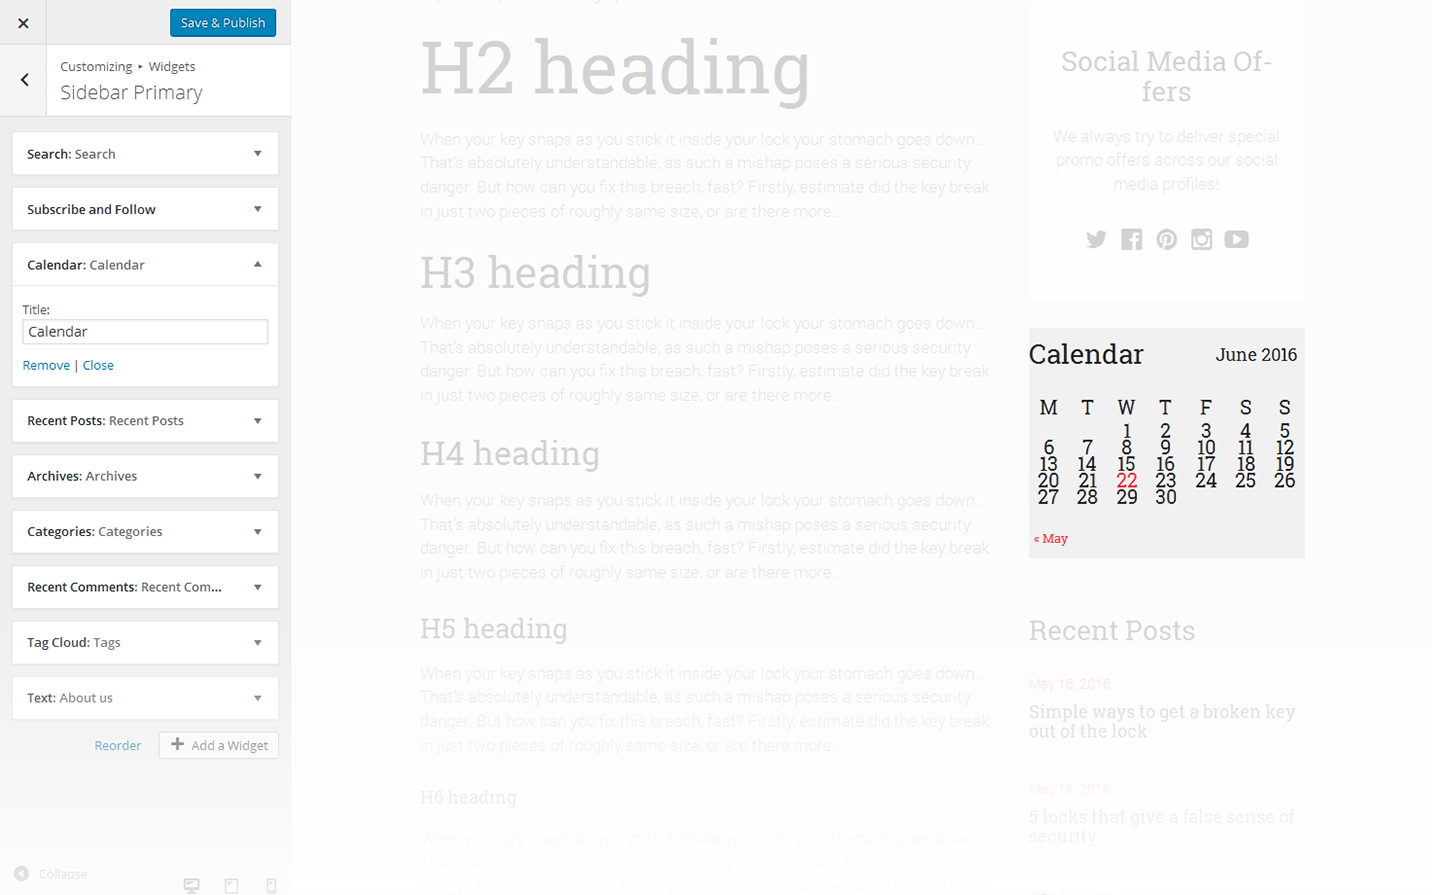 Save & Publish
Customizing ▸ Widgets
Sidebar Primary
Search: Search
Subscribe and Follow
Calendar: Calendar
Title:
Calendar
Remove | Close
Recent Posts: Recent Posts
Archives: Archives
Categories: Categories
Recent Comments: Recent Com...
Tag Cloud: Tags
Text: About us
Reorder
Add a Widget
Collapse
H2 heading
When your key snaps as you stick it inside your lock your stomach goes down...
That's absolutely understandable, as such a mishap poses a serious security
danger. But how can you fix this breach, fast? Firstly, estimate did the key break
in just two pieces of roughly same size, or are there more...
H3 heading
When your key snaps as you stick it inside your lock your stomach goes down...
That's absolutely understandable, as such a mishap poses a serious security
danger. But how can you fix this breach, fast? Firstly, estimate did the key break
in just two pieces of roughly same size, or are there more...
H4 heading
When your key snaps as you stick it inside your lock your stomach goes down...
That's absolutely understandable, as such a mishap poses a serious security
danger. But how can you fix this breach, fast? Firstly, estimate did the key break
in just two pieces of roughly same size, or are there more...
H5 heading
When your key snaps as you stick it inside your lock your stomach goes down...
That's absolutely understandable, as such a mishap poses a serious security
danger. But how can you fix this breach, fast? Firstly, estimate did the key break
in just two pieces of roughly same size, or are there more...
H6 heading
When your key snaps as you stick it inside your lock your stomach goes down...
That's absolutely understandable, as such a mishap poses a serious security
Social Media Of-
fers
We always try to deliver special
promo offers across our social
media profiles!
Calendar
June 2016
M T W T F S S
1 2 3 4 5
6 7 8 9 10 11 12
13 14 15 16 17 18 19
20 21 22 23 24 25 26
27 28 29 30
« May
Recent Posts
May 16, 2016
Simple ways to get a broken key
out of the lock
May 16, 2016
5 locks that give a false sense of
security